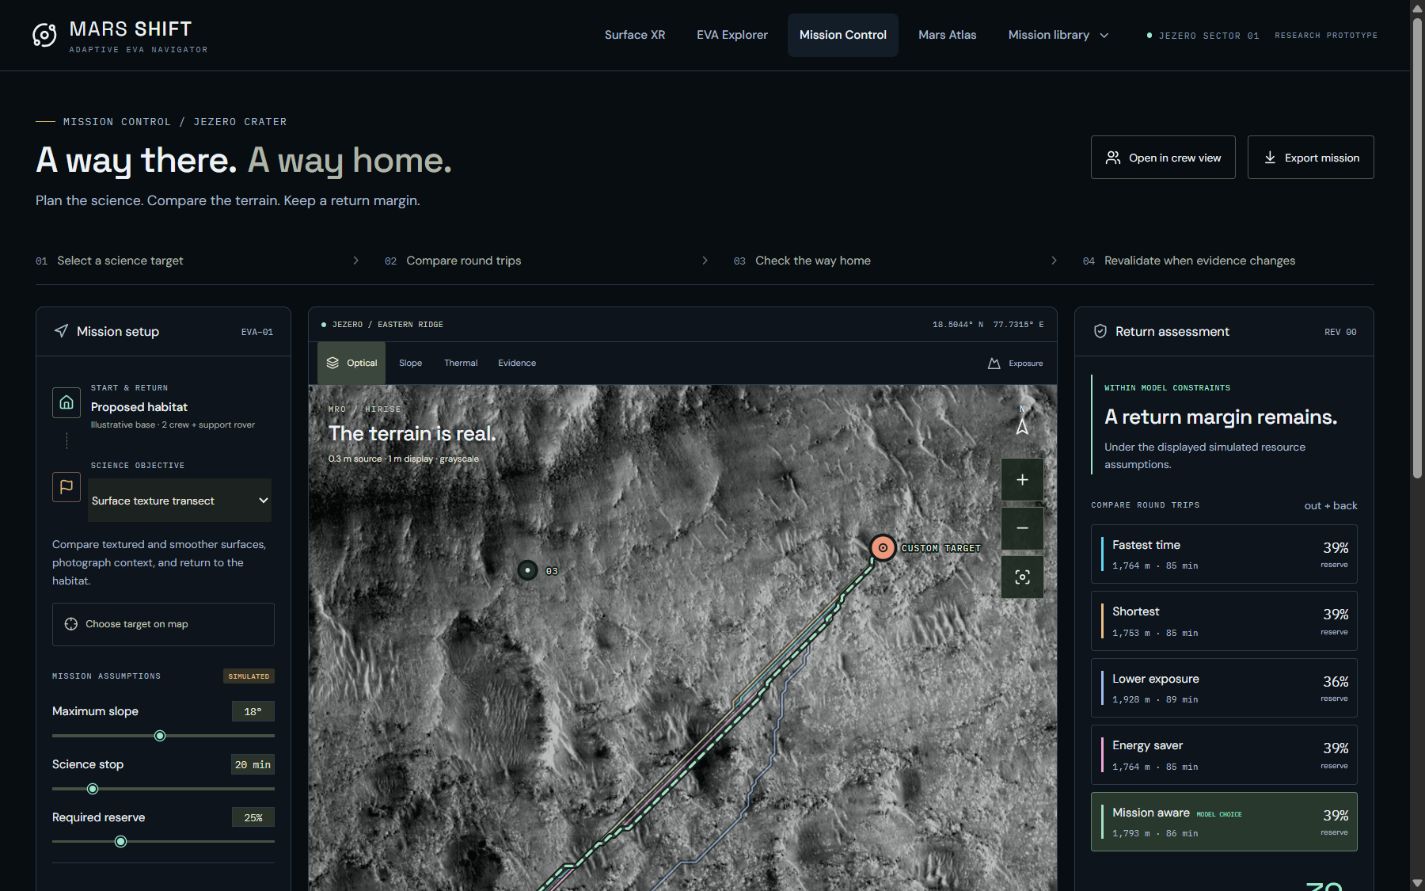 MARS SHIFT
ADAPTIVE EVA NAVIGATOR
Surface XR
EVA Explorer
Mission Control
Mars Atlas
Mission library
JEZERO SECTOR 01
RESEARCH PROTOTYPE
MISSION CONTROL / JEZERO CRATER
A way there. A way home.
Plan the science. Compare the terrain. Keep a return margin.
Open in crew view
Export mission
01 Select a science target
02 Compare round trips
03 Check the way home
04 Revalidate when evidence changes
Mission setup
EVA-01
START & RETURN
Proposed habitat
Illustrative base · 2 crew + support rover
SCIENCE OBJECTIVE
Surface texture transect
Compare textured and smoother surfaces,
photograph context, and return to the
habitat.
Choose target on map
MISSION ASSUMPTIONS
SIMULATED
Maximum slope
18°
Science stop
20 min
Required reserve
25%
JEZERO / EASTERN RIDGE
18.5044° N 77.7315° E
Optical
Slope
Thermal
Evidence
Exposure
MRO / HIRISE
The terrain is real.
0.3 m source · 1 m display · grayscale
N
CUSTOM TARGET
03
Return assessment
REV 00
WITHIN MODEL CONSTRAINTS
A return margin remains.
Under the displayed simulated resource
assumptions.
COMPARE ROUND TRIPS
out + back
Fastest time
1,764 m · 85 min
39%
reserve
Shortest
1,753 m · 85 min
39%
reserve
Lower exposure
1,928 m · 89 min
36%
reserve
Energy saver
1,764 m · 85 min
39%
reserve
Mission aware MODEL CHOICE
1,793 m · 86 min
39%
reserve